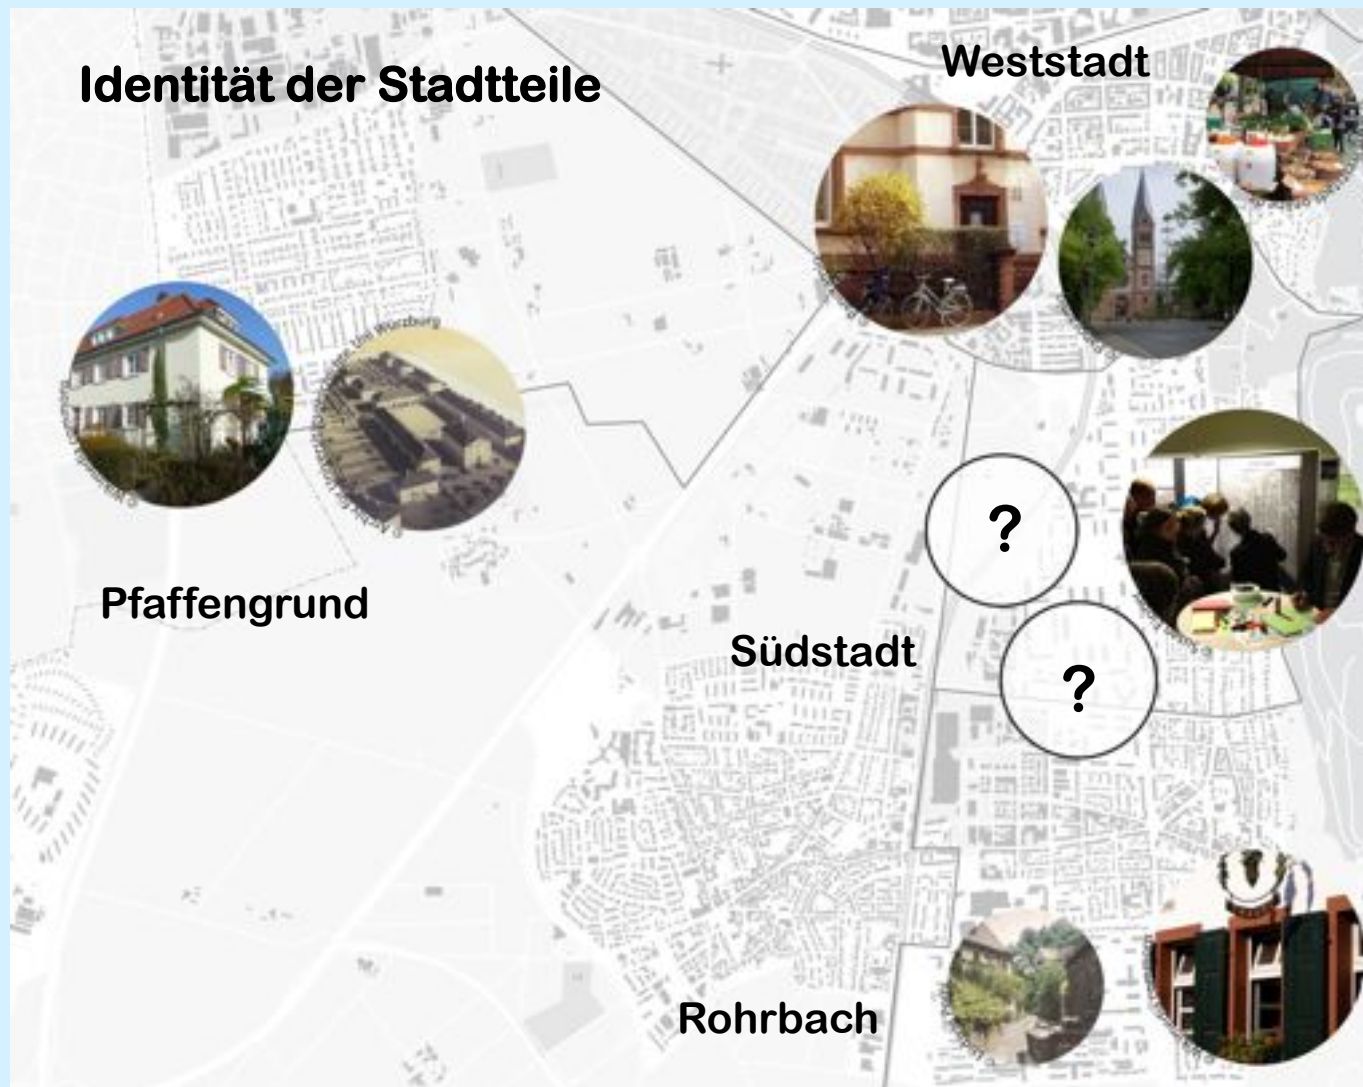 Identität der Stadtteile
Weststadt
Pfaffengrund
?
Südstadt
?
Rohrbach